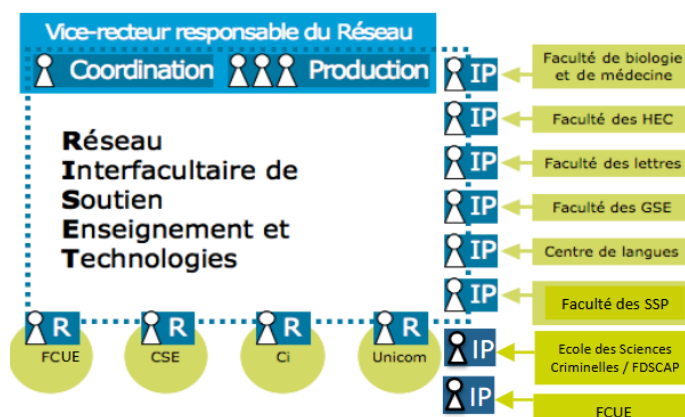 Vice-recteur responsable du Réseau
Coordination
Production
Réseau
Interfacultaire de
Soutien
Enseignement et
Technologies
IP
Faculté de biologie
et de médecine
IP
Faculté des HEC
IP
Faculté des lettres
IP
Faculté des GSE
IP
Centre de langues
IP
Faculté des SSP
IP
Ecole des Sciences
Criminelles / FDSCAP
IP
FCUE
R
FCUE
R
CSE
R
Ci
R
Unicom